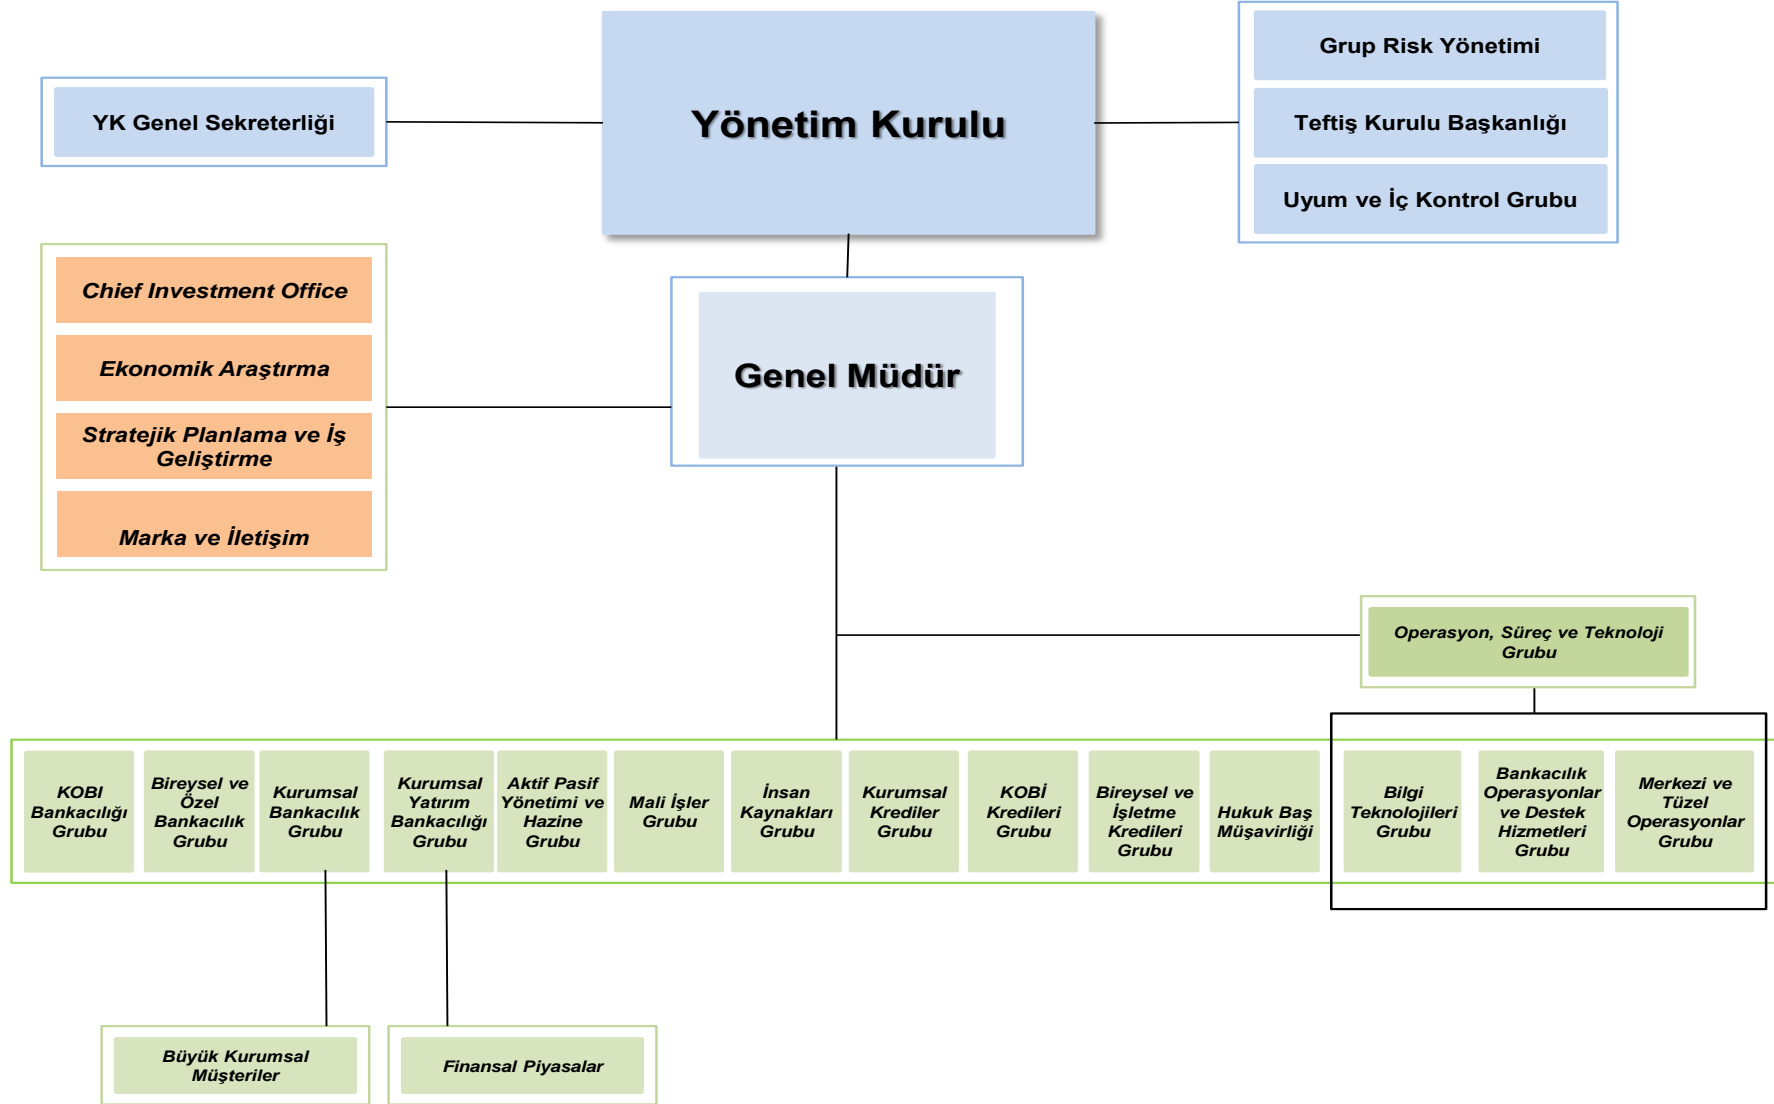 Grup Risk Yönetimi
YK Genel Sekreterliği
Yönetim Kurulu
Teftiş Kurulu Başkanlığı
Uyum ve İç Kontrol Grubu
Chief Investment Office
Ekonomik Araştırma
Stratejik Planlama ve İş
Geliştirme
Marka ve İletişim
Genel Müdür
Operasyon, Süreç ve Teknoloji
Grubu
KOBI
Bankacılığı
Grubu
Bireysel ve
Özel
Bankacılık
Grubu
Kurumsal
Bankacılık
Grubu
Kurumsal
Yatırım
Bankacılığı
Grubu
Aktif Pasif
Yönetimi ve
Hazine
Grubu
Mali İşler
Grubu
İnsan
Kaynakları
Grubu
Kurumsal
Krediler
Grubu
KOBİ
Kredileri
Grubu
Bireysel ve
İşletme
Kredileri
Grubu
Hukuk Baş
Müşavirliği
Bilgi
Teknolojileri
Grubu
Bankacılık
Operasyonlar
ve Destek
Hizmetleri
Grubu
Merkezi ve
Tüzel
Operasyonlar
Grubu
Büyük Kurumsal
Müşteriler
Finansal Piyasalar